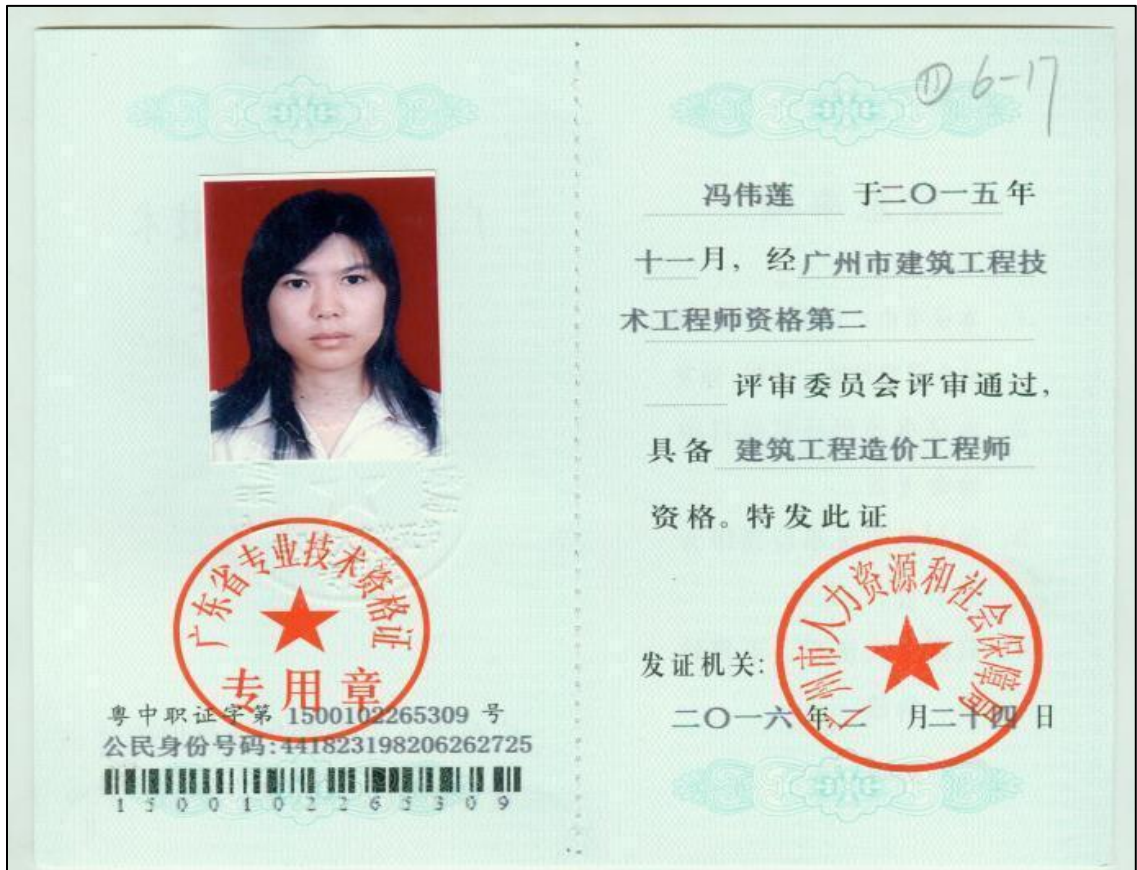 广东省专业技术资格证
专用章
粤中职证字第 1500102265309 号
公民身份号码:441823198206262725
1500102265309
⑪ 6-17
冯伟莲 于二〇一五年
十一月，经广州市建筑工程技
术工程师资格第二
评审委员会评审通过，
具备 建筑工程造价工程师
资格。特发此证
广州市人力资源和社会保障局
发证机关：
二〇一六年二 月二十四日